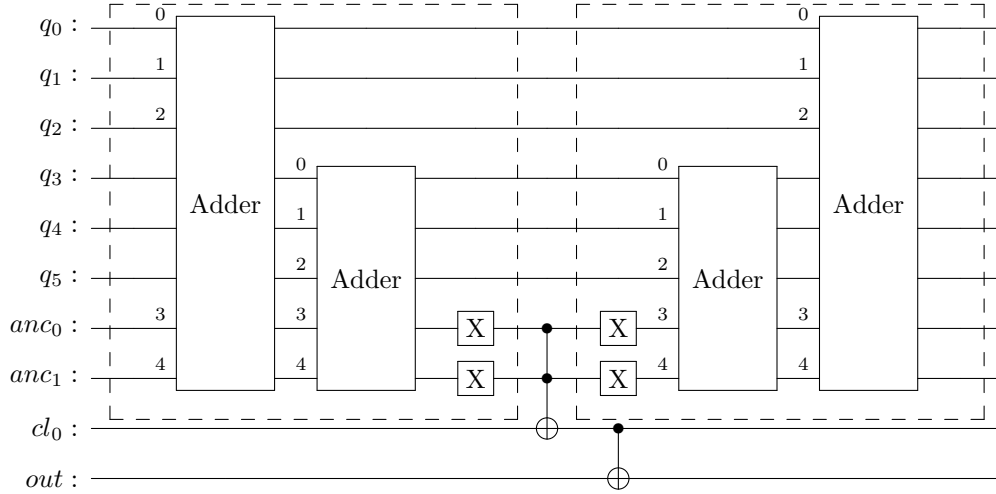 q0 : 0 0
q1 : 1 1
q2 : 2 2
q3 : 0 0
Adder Adder
q4 : 1 1
q5 : 2 Adder 2 Adder
anc0 : 3 3 X X 3 3
anc1 : 4 4 X X 4 4
cl0 :
out :